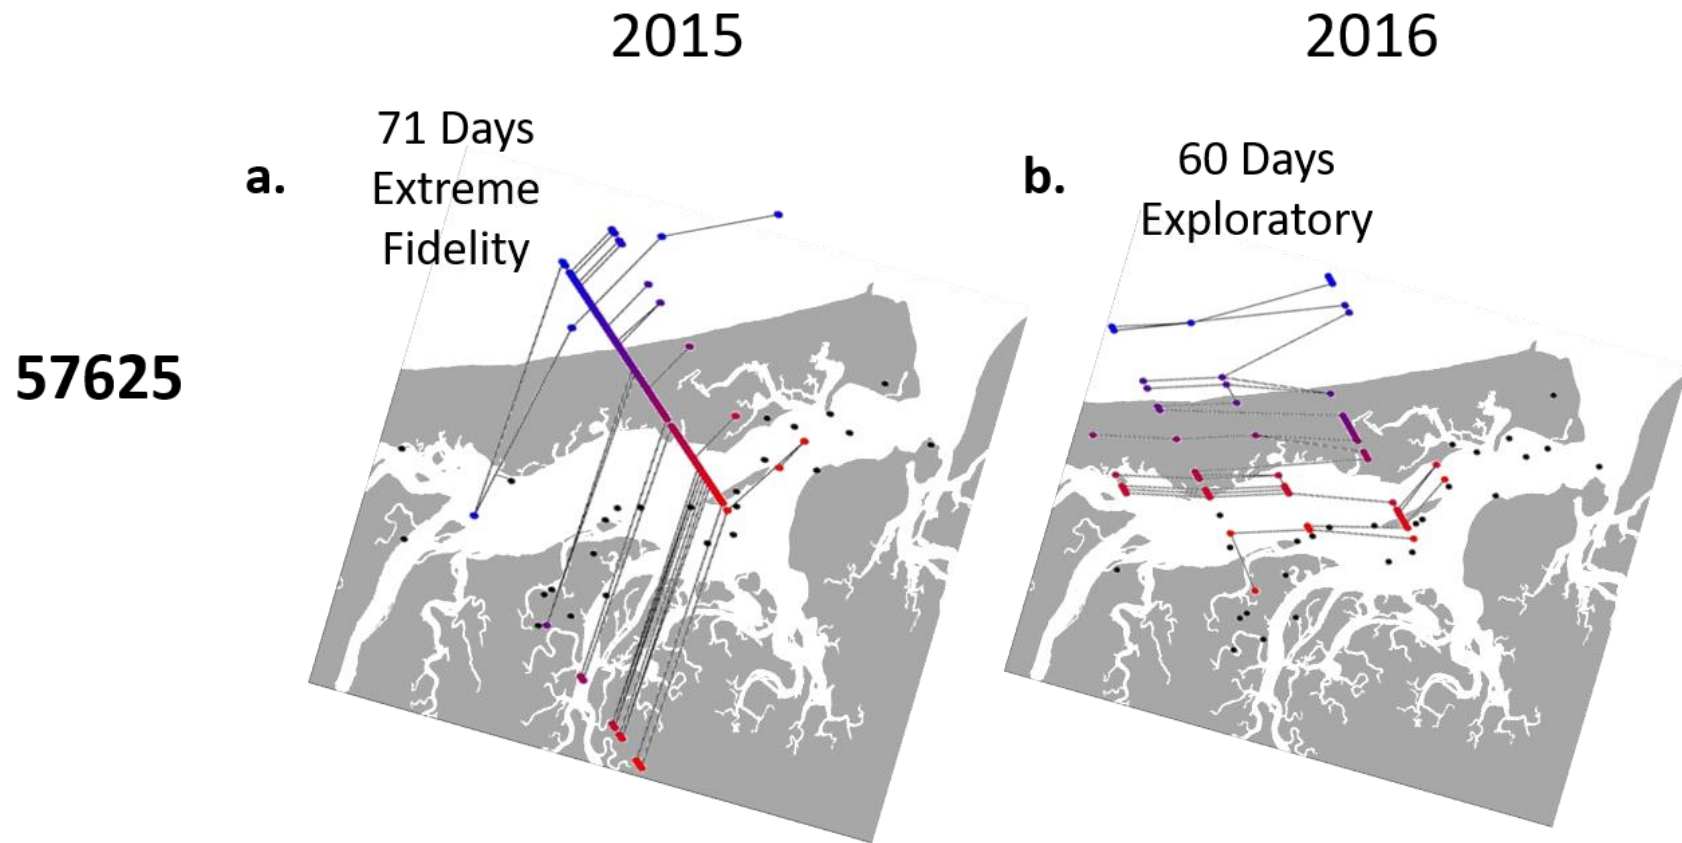 2015
2016
71 Days
Extreme
Fidelity
a.
60 Days
Exploratory
b.
57625